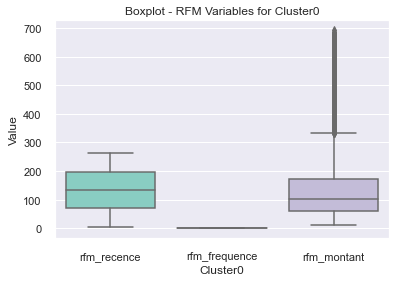 Boxplot - RFM Variables for Cluster0
Value
700
600
500
400
300
200
100
0
rfm_recence rfm_frequence rfm_montant
Cluster0